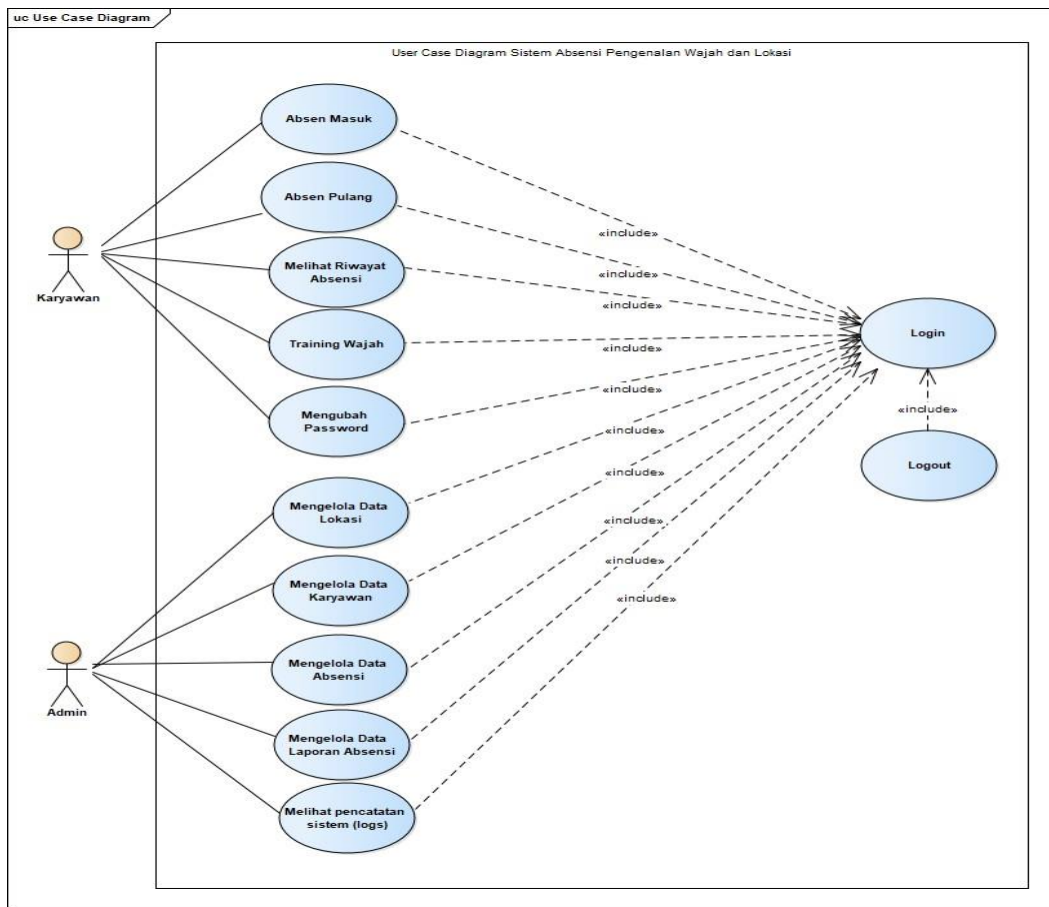 uc Use Case Diagram
User Case Diagram Sistem Absensi Pengenalan Wajah dan Lokasi
Absen Masuk
Absen Pulang
Melihat Riwayat
Absensi
Training Wajah
Mengubah
Password
Karyawan
«include»
«include»
«include»
«include»
«include»
«include»
«include»
«include»
«include»
«include»
Login
«include»
Logout
Mengelola Data
Lokasi
Mengelola Data
Karyawan
Mengelola Data
Absensi
Mengelola Data
Laporan Absensi
Melihat pencatatan
sistem (logs)
Admin